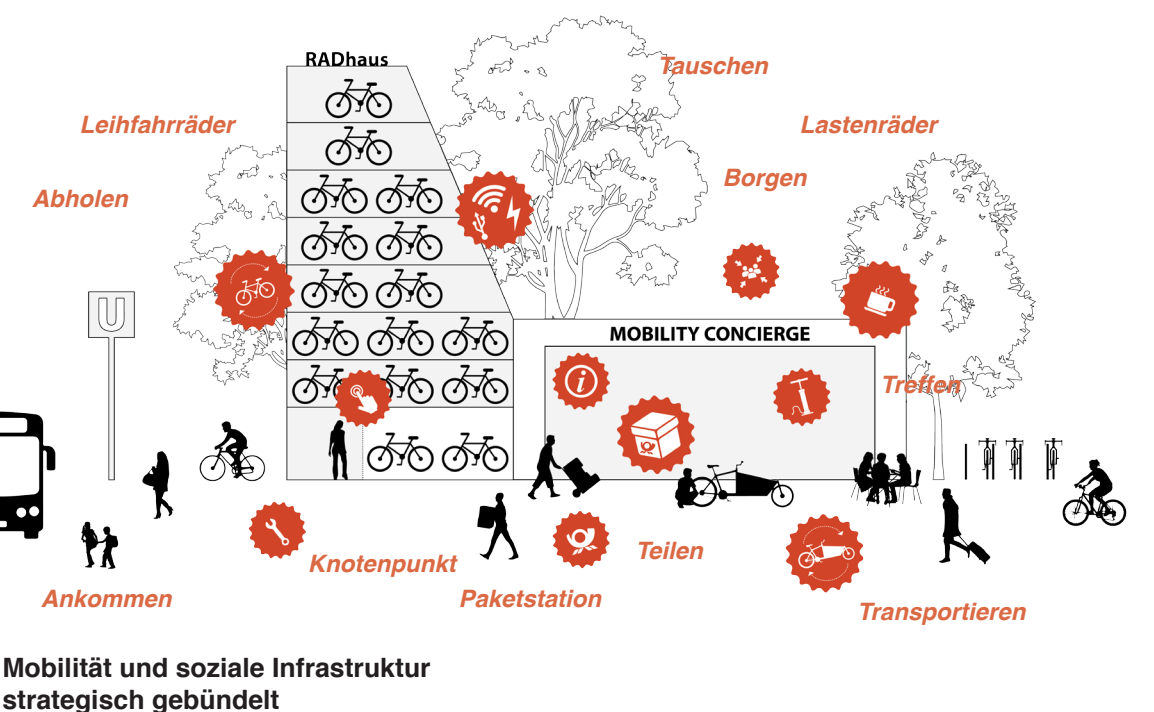 RADhaus
Tauschen
Leihfahrräder
Lastenräder
Borgen
Abholen
U
MOBILITY CONCIERGE
i
Treffen
Knotenpunkt
Teilen
Ankommen
Paketstation
Transportieren
Mobilität und soziale Infrastruktur
strategisch gebündelt